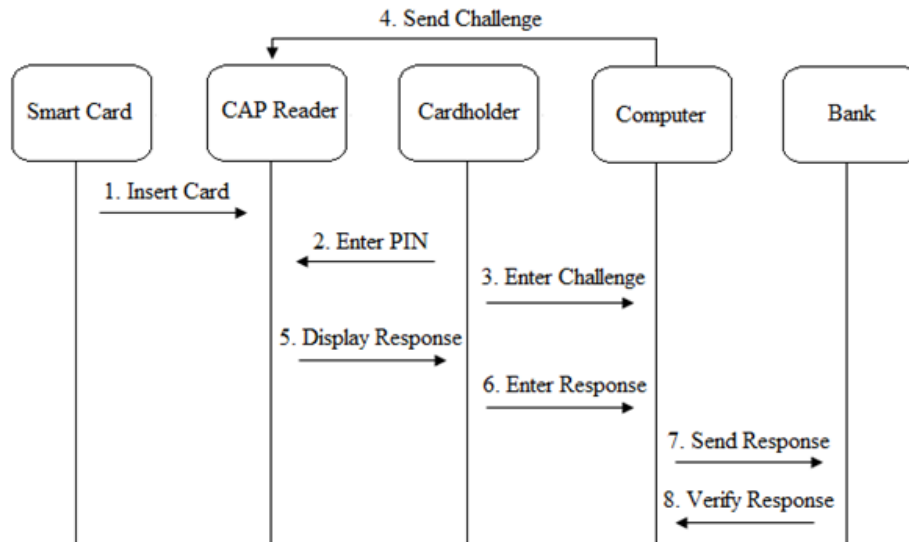 4. Send Challenge
Smart Card
CAP Reader
Cardholder
Computer
Bank
1. Insert Card
2. Enter PIN
3. Enter Challenge
5. Display Response
6. Enter Response
7. Send Response
8. Verify Response